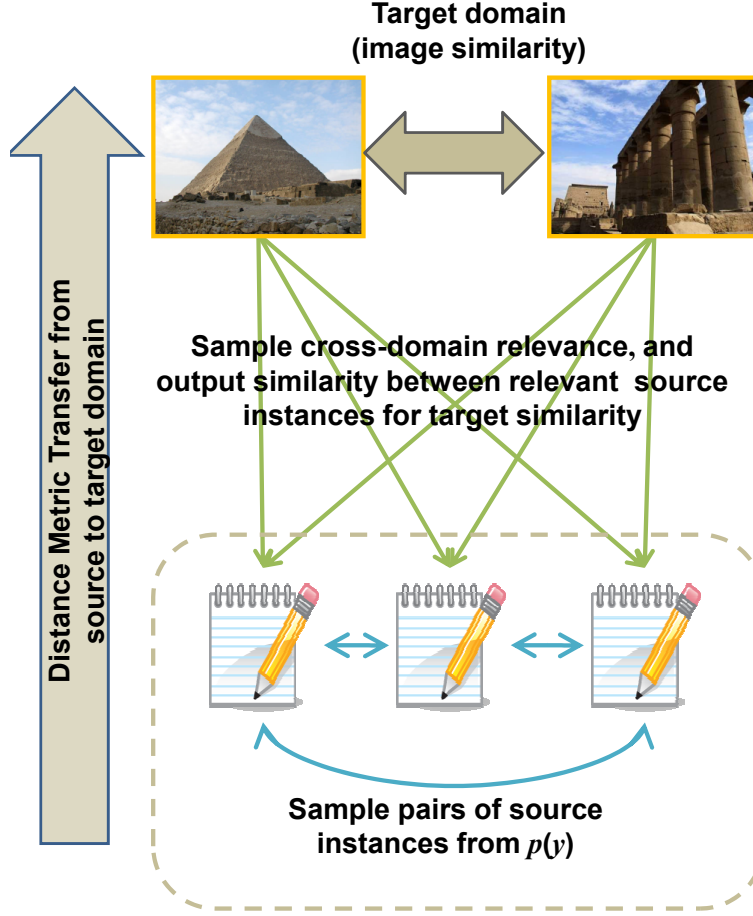 Target domain
(image similarity)
Distance Metric Transfer from
source to target domain
Sample cross-domain relevance, and
output similarity between relevant source
instances for target similarity
Sample pairs of source
instances from p(y)